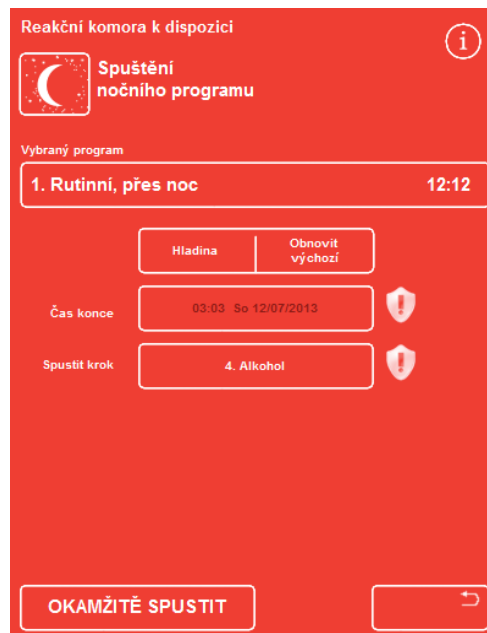 Reakční komora k dispozici
i
Spuštění
nočního programu
Vybraný program
1. Rutinní, přes noc 12:12
Hladina
Obnovit
výchozí
Čas konce 03:03 So 12/07/2013
Spustit krok 4. Alkohol
OKAMŽITĚ SPUSTIT